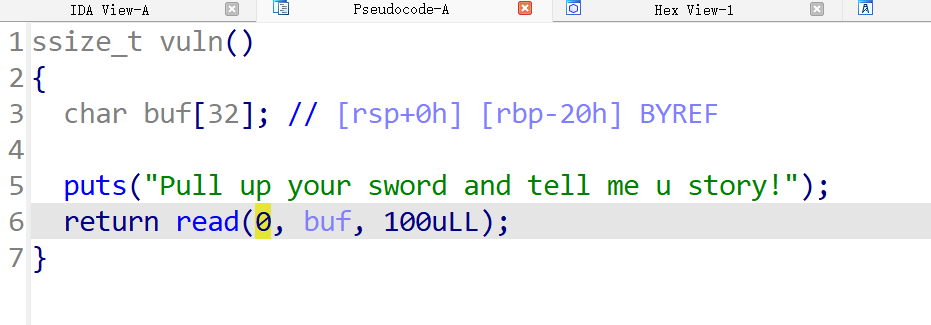 IDA View-A Pseudocode-A Hex View-1 A
1 ssize_t vuln()
2 {
3 char buf[32]; // [rsp+0h] [rbp-20h] BYREF
4
5 puts("Pull up your sword and tell me u story!");
6 return read(0, buf, 100uLL);
7 }